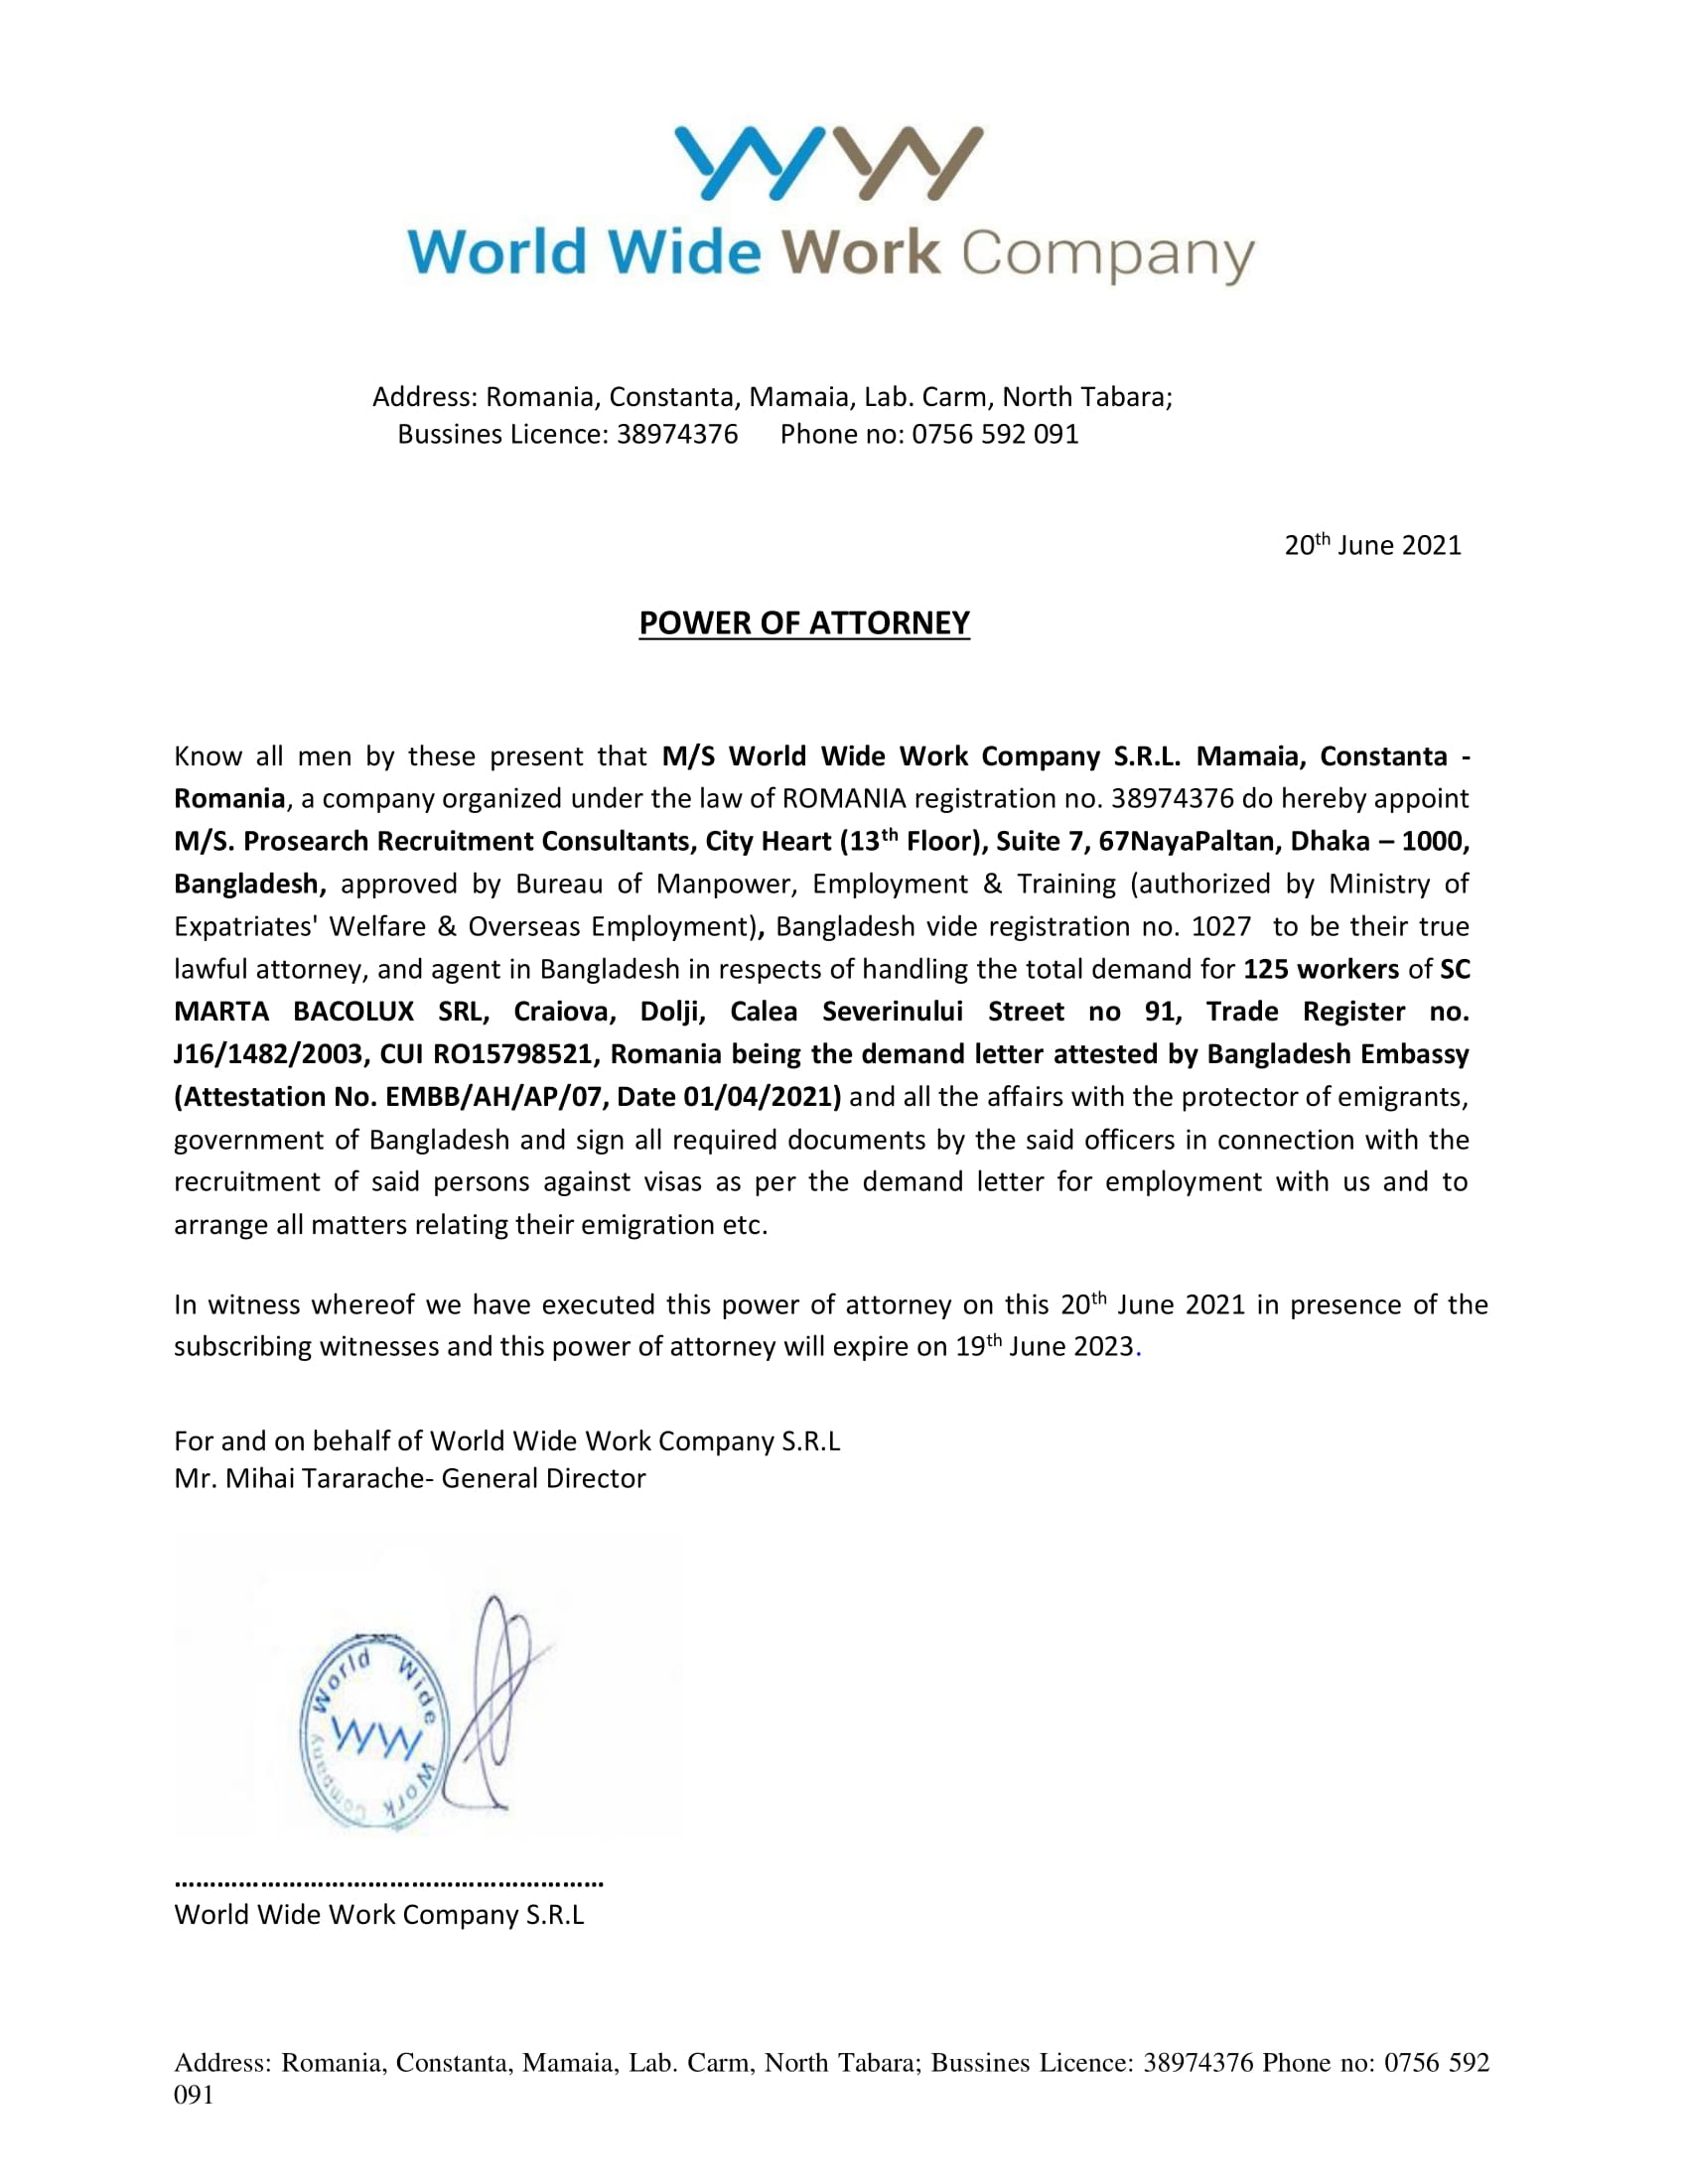 WW
World Wide Work Company
Address: Romania, Constanta, Mamaia, Lab. Carm, North Tabara;
Bussines Licence: 38974376 Phone no: 0756 592 091
20th June 2021
POWER OF ATTORNEY
Know all men by these present that M/S World Wide Work Company S.R.L. Mamaia, Constanta -
Romania, a company organized under the law of ROMANIA registration no. 38974376 do hereby appoint
M/S. Prosearch Recruitment Consultants, City Heart (13th Floor), Suite 7, 67NayaPaltan, Dhaka – 1000,
Bangladesh, approved by Bureau of Manpower, Employment & Training (authorized by Ministry of
Expatriates' Welfare & Overseas Employment), Bangladesh vide registration no. 1027 to be their true
lawful attorney, and agent in Bangladesh in respects of handling the total demand for 125 workers of SC
MARTA BACOLUX SRL, Craiova, Dolji, Calea Severinului Street no 91, Trade Register no.
J16/1482/2003, CUI RO15798521, Romania being the demand letter attested by Bangladesh Embassy
(Attestation No. EMBB/AH/AP/07, Date 01/04/2021) and all the affairs with the protector of emigrants,
government of Bangladesh and sign all required documents by the said officers in connection with the
recruitment of said persons against visas as per the demand letter for employment with us and to
arrange all matters relating their emigration etc.
In witness whereof we have executed this power of attorney on this 20th June 2021 in presence of the
subscribing witnesses and this power of attorney will expire on 19th June 2023.
For and on behalf of World Wide Work Company S.R.L
Mr. Mihai Tararache- General Director
World Wide Work Company
WW
……………………………………………………
World Wide Work Company S.R.L
Address: Romania, Constanta, Mamaia, Lab. Carm, North Tabara; Bussines Licence: 38974376 Phone no: 0756 592
091